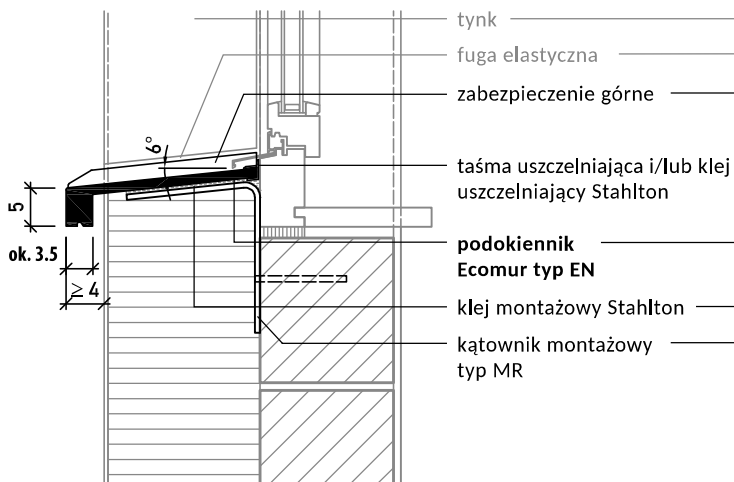 tynk
fuga elastyczna
zabezpieczenie górne
6°
taśma uszczelniająca i/lub klej
uszczelniający Stahlton
5
podokiennik
Ecomur typ EN
ok. 3.5
≥ 4
klej montażowy Stahlton
kątownik montażowy
typ MR